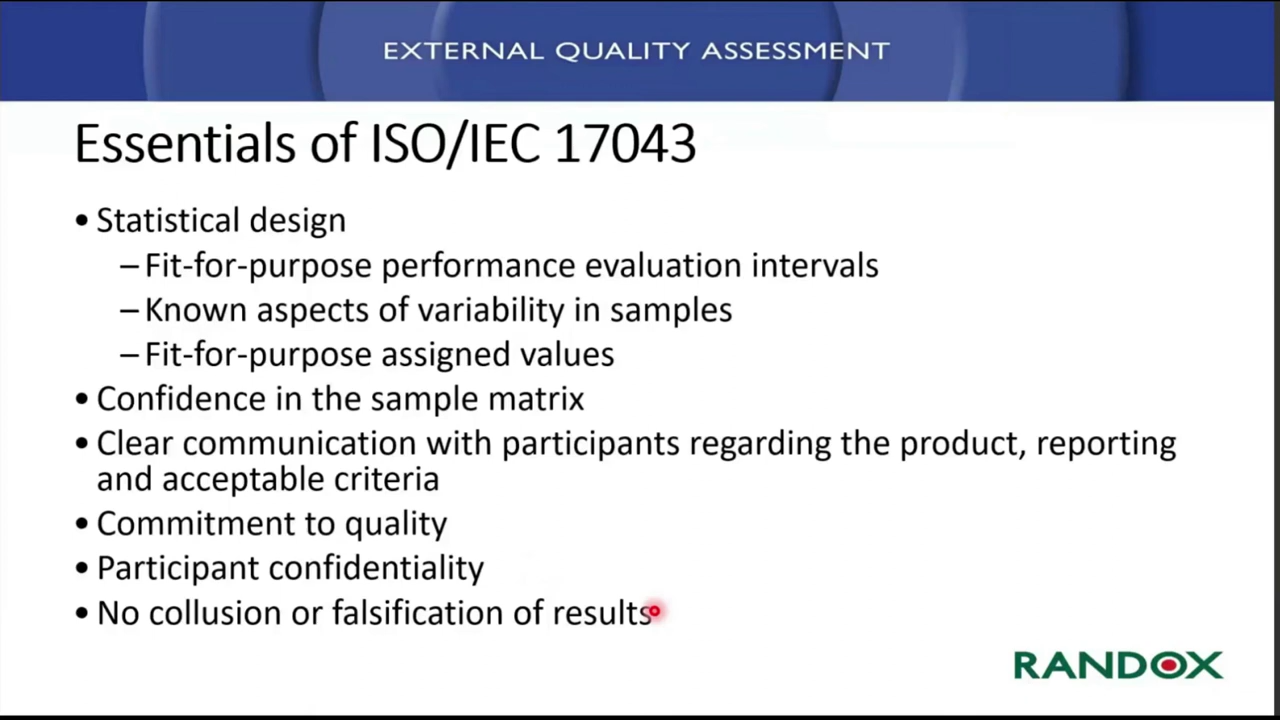 EXTERNAL QUALITY ASSESSMENT
Essentials of ISO/IEC 17043
• Statistical design
– Fit-for-purpose performance evaluation intervals
– Known aspects of variability in samples
– Fit-for-purpose assigned values
• Confidence in the sample matrix
• Clear communication with participants regarding the product, reporting
and acceptable criteria
• Commitment to quality
• Participant confidentiality
• No collusion or falsification of results
RANDOX